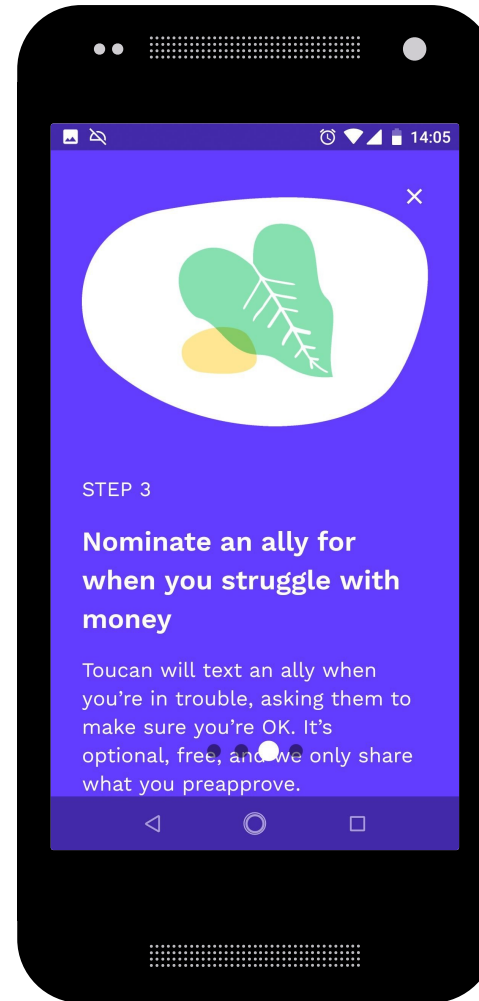 14:05
STEP 3
Nominate an ally for
when you struggle with
money
Toucan will text an ally when
you’re in trouble, asking them to
make sure you’re OK. It’s
optional, free, and we only share
what you preapprove.